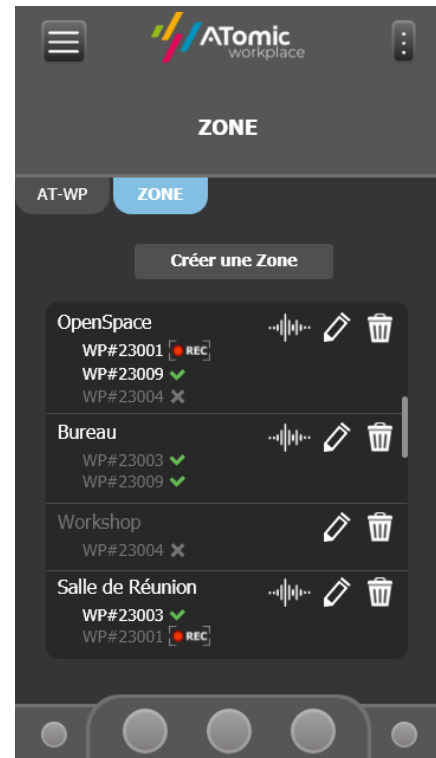 ATomic
workplace
ZONE
AT-WP ZONE
Créer une Zone
OpenSpace
WP#23001 REC
WP#23009
WP#23004
Bureau
WP#23003
WP#23009
Workshop
WP#23004
Salle de Réunion
WP#23003
WP#23001 REC